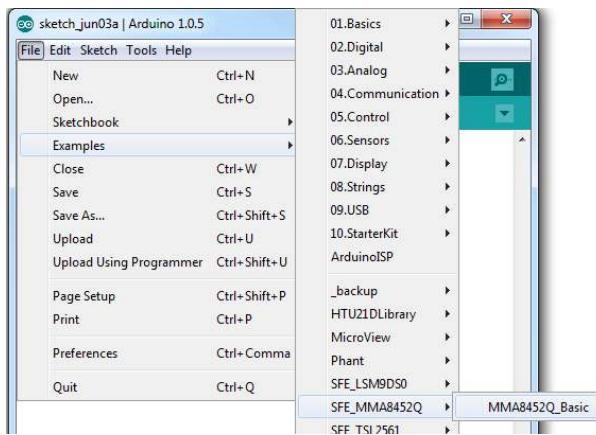 sketch_jun03a | Arduino 1.0.5
File Edit Sketch Tools Help
New Ctrl+N
Open... Ctrl+O
Sketchbook
Examples
Close Ctrl+W
Save Ctrl+S
Save As... Ctrl+Shift+S
Upload Ctrl+U
Upload Using Programmer Ctrl+Shift+U
Page Setup Ctrl+Shift+P
Print Ctrl+P
Preferences Ctrl+Comma
Quit Ctrl+Q
01.Basics
02.Digital
03.Analog
04.Communication
05.Control
06.Sensors
07.Display
08.Strings
09.USB
10.StarterKit
ArduinoISP
_backup
HTU21DLibrary
MicroView
Phant
SFE_LSM9DS0
SFE_MMA8452Q
SFE_TSL2561
MMA8452Q_Basic